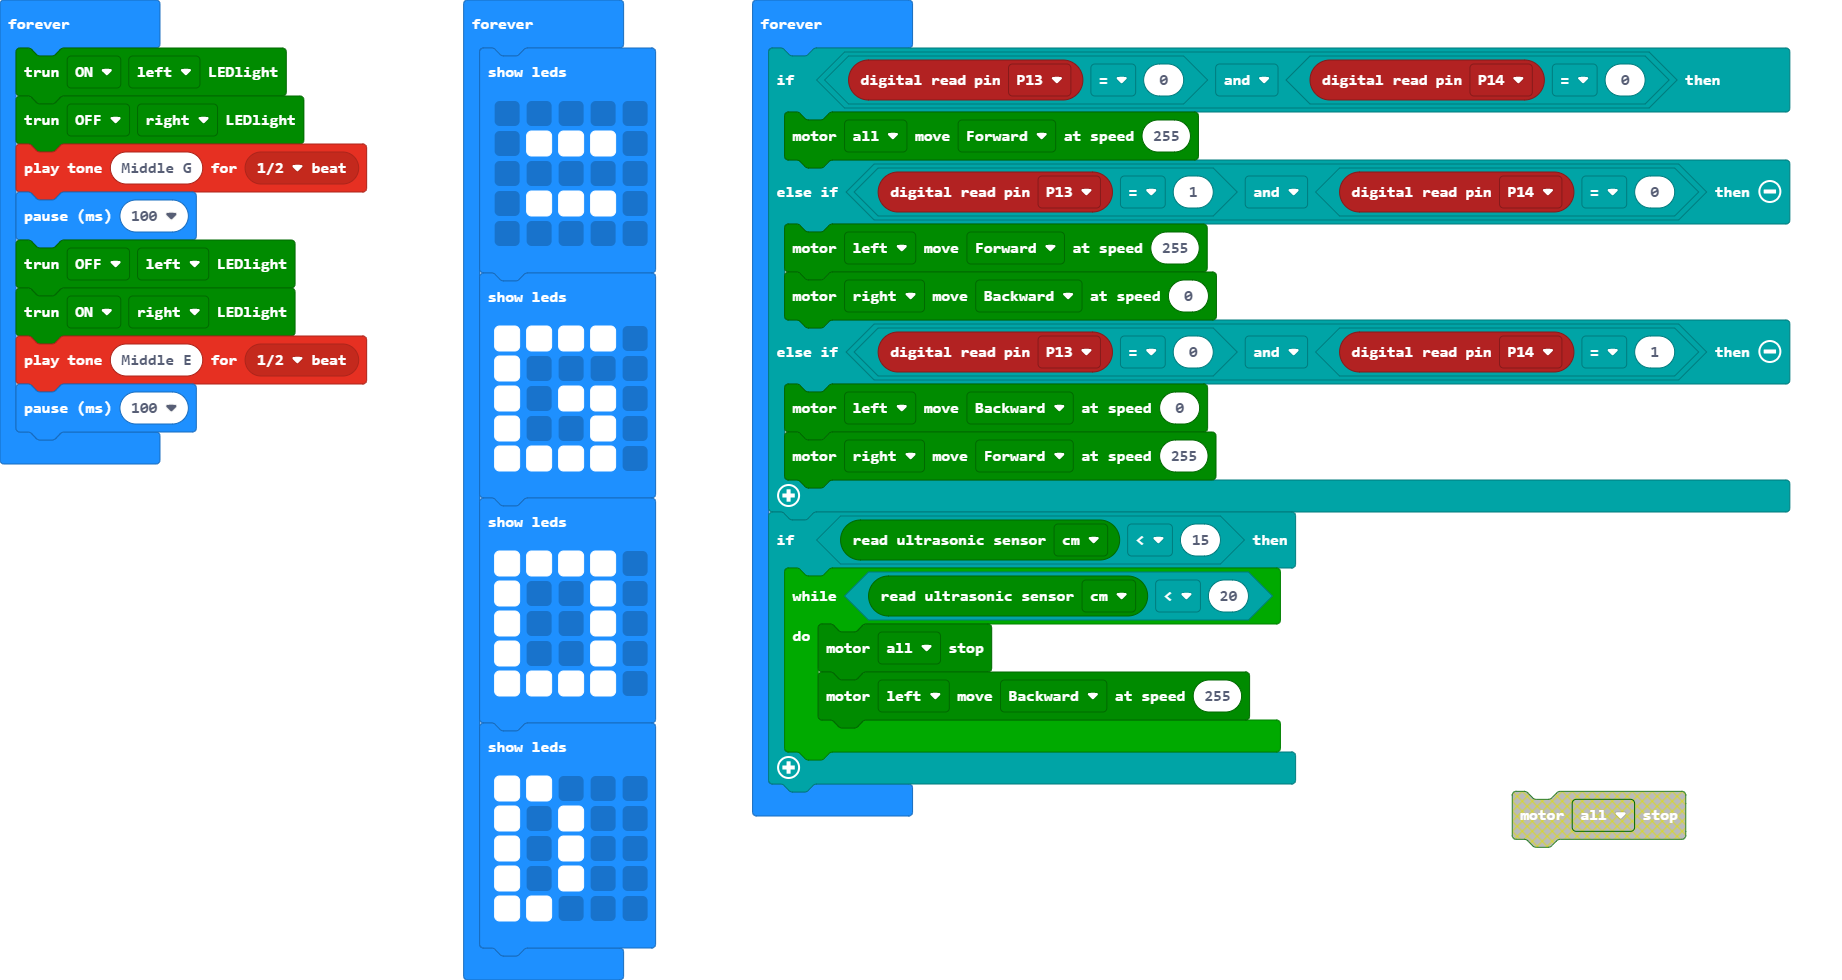 forever
trun ON left LEDlight
trun OFF right LEDlight
play tone Middle G for 1/2 beat
pause (ms) 100
trun OFF left LEDlight
trun ON right LEDlight
play tone Middle E for 1/2 beat
pause (ms) 100
forever
show leds
show leds
show leds
show leds
forever
if digital read pin P13 = 0 and digital read pin P14 = 0 then
motor all move Forward at speed 255
else if digital read pin P13 = 1 and digital read pin P14 = 0 then
motor left move Forward at speed 255
motor right move Backward at speed 0
else if digital read pin P13 = 0 and digital read pin P14 = 1 then
motor left move Backward at speed 0
motor right move Forward at speed 255
if read ultrasonic sensor cm < 15 then
while read ultrasonic sensor cm < 20
do motor all stop
motor left move Backward at speed 255
motor all stop